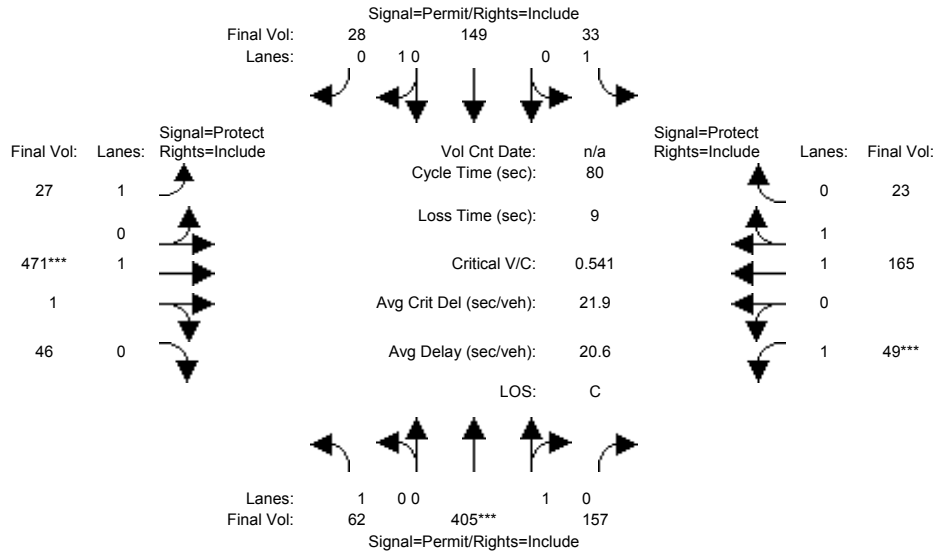 Signal=Permit/Rights=Include
Final Vol: 28 149 33
Lanes: 0 1 0 0 1
Signal=Protect
Final Vol: Lanes: Rights=Include
Vol Cnt Date: n/a
Signal=Protect
Rights=Include Lanes: Final Vol:
Cycle Time (sec): 80
27 1
0 23
Loss Time (sec): 9
0
1
471*** 1
Critical V/C: 0.541
1 165
1
Avg Crit Del (sec/veh): 21.9
0
46 0
Avg Delay (sec/veh): 20.6
1 49***
LOS: C
Lanes: 1 0 0 1 0
Final Vol: 62 405*** 157
Signal=Permit/Rights=Include